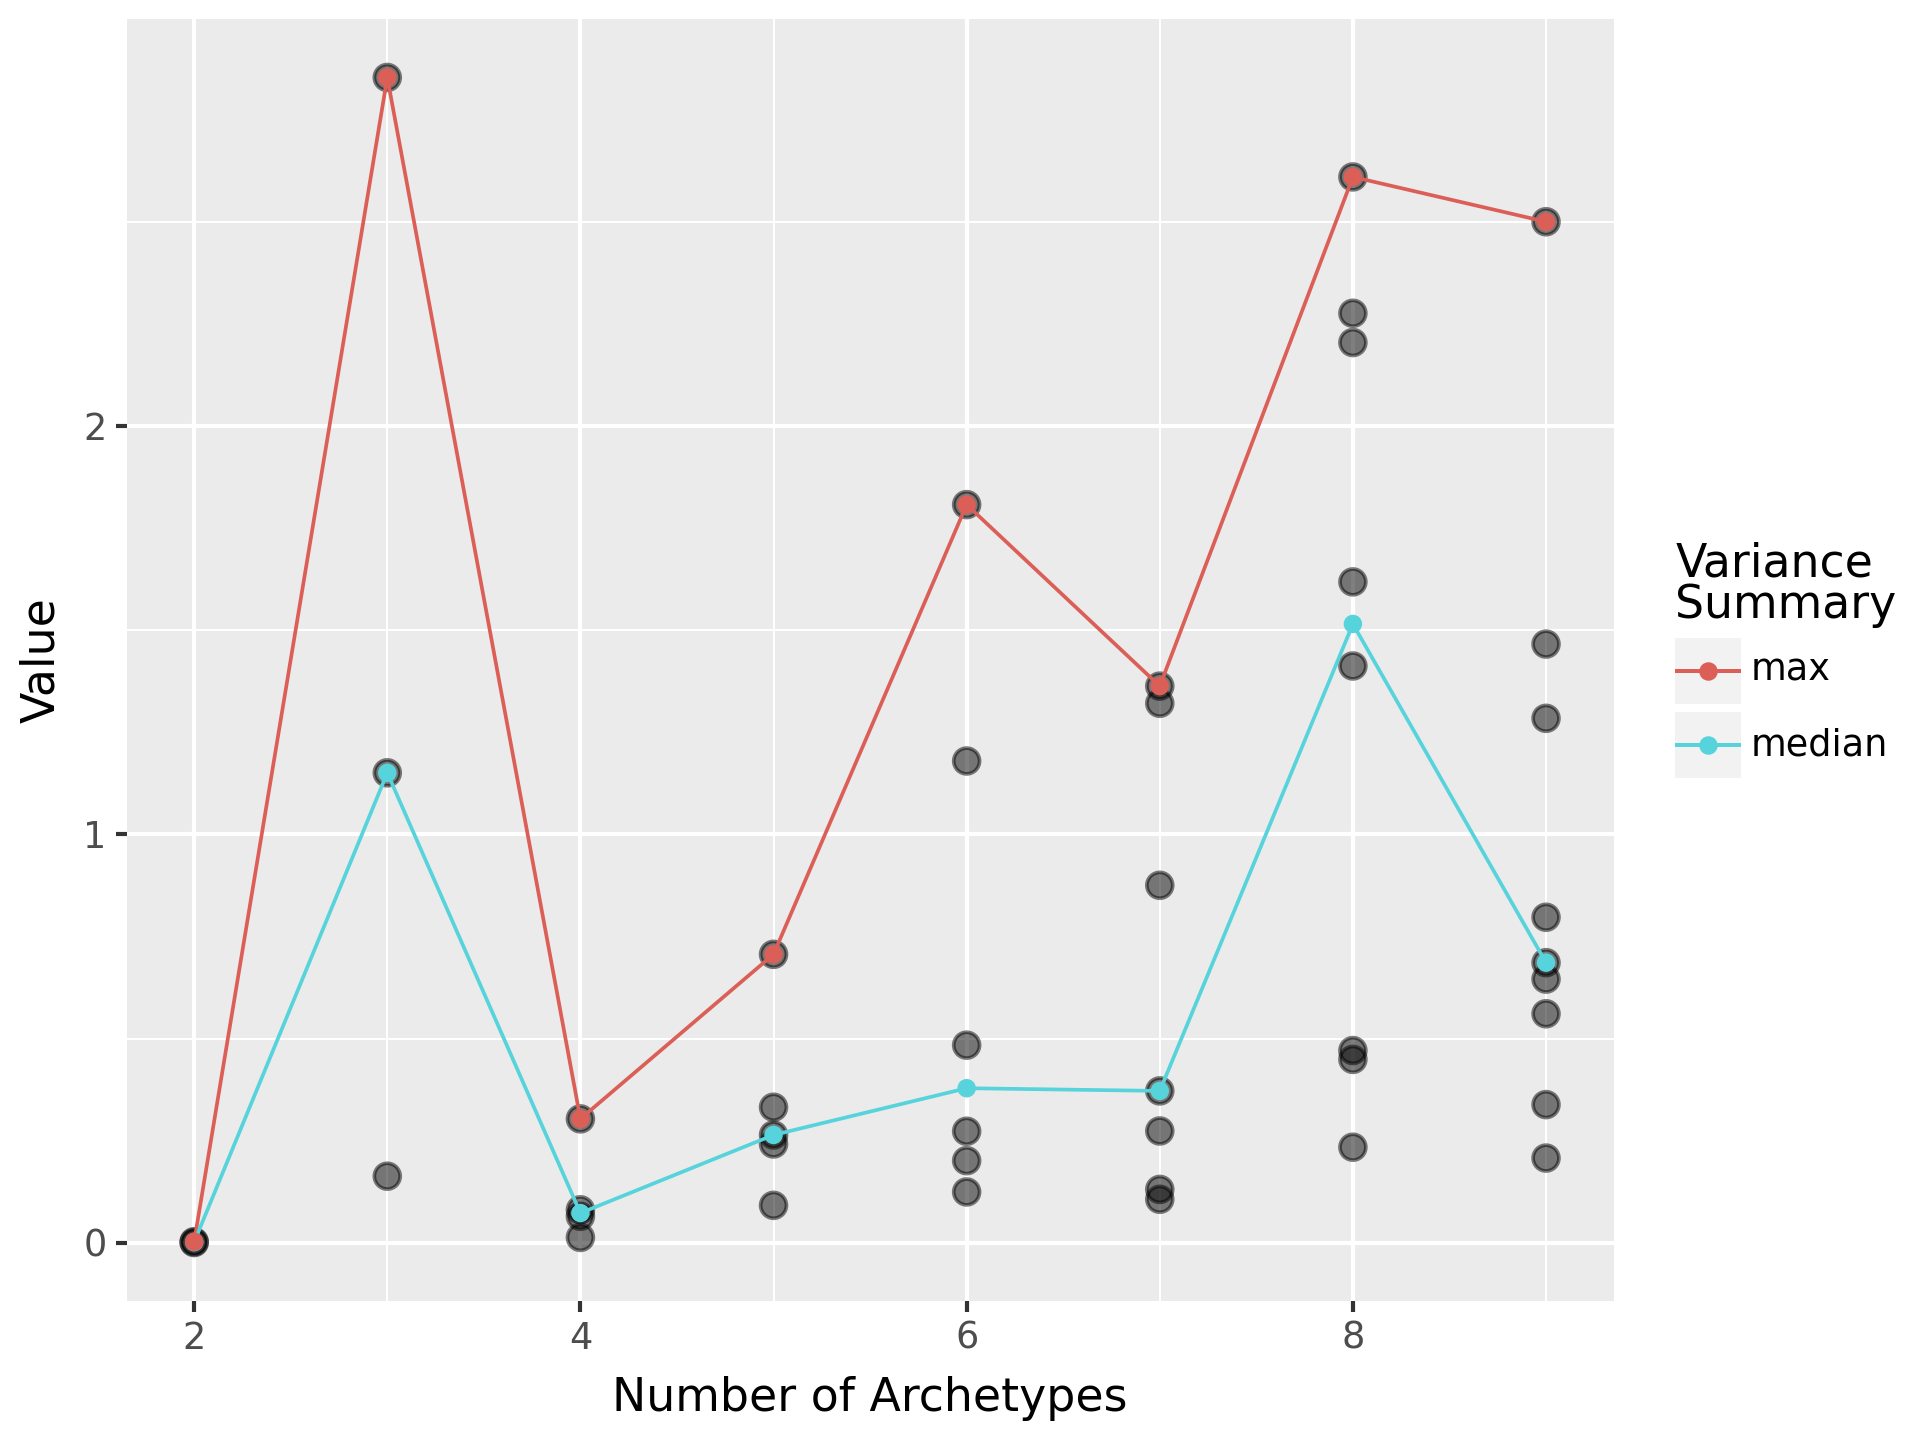 2
1
0
Value
2
4
6
8
Number of Archetypes
Variance
Summary
max
median